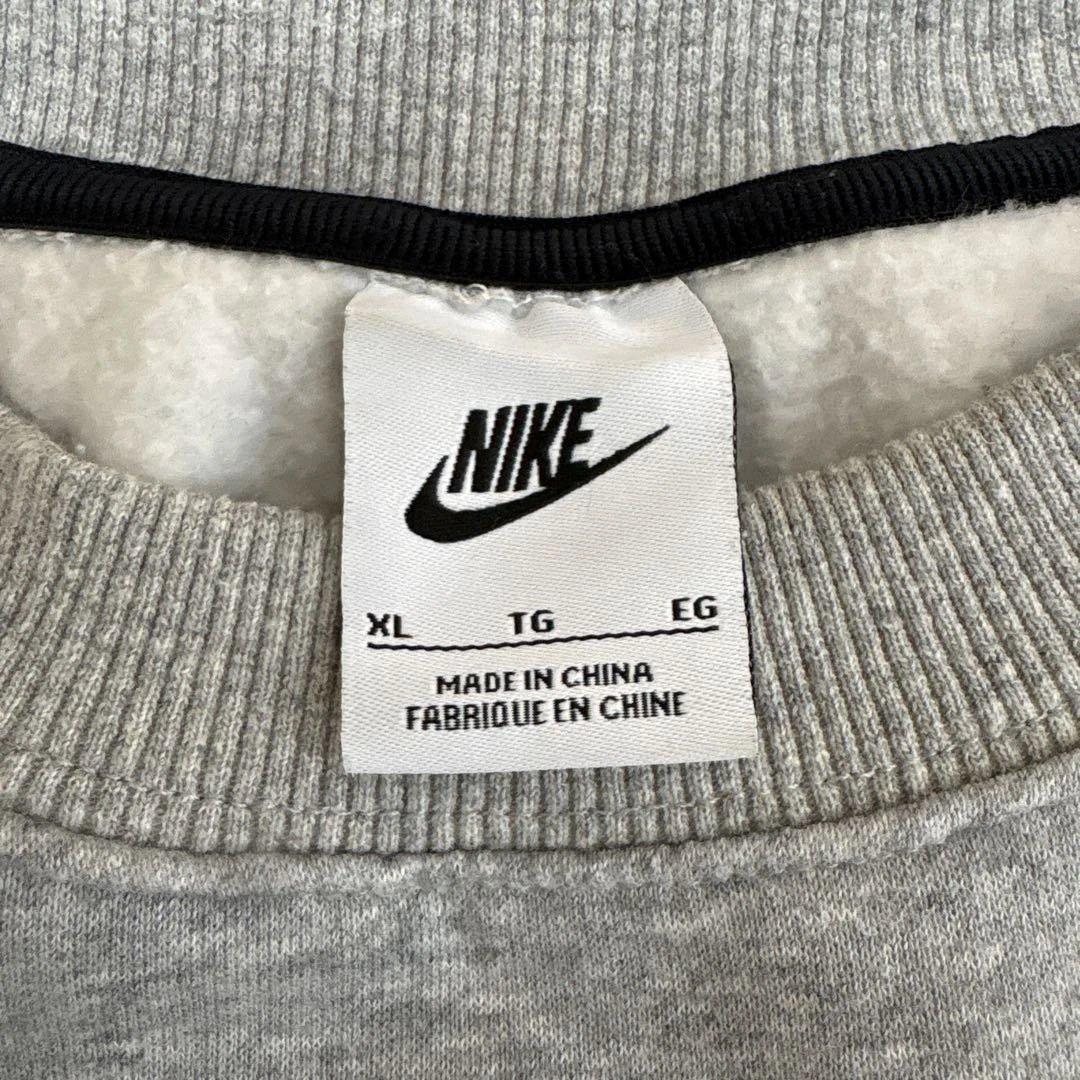 NIKE
XL TG EG
MADE IN CHINA
FABRIQUE EN CHINE